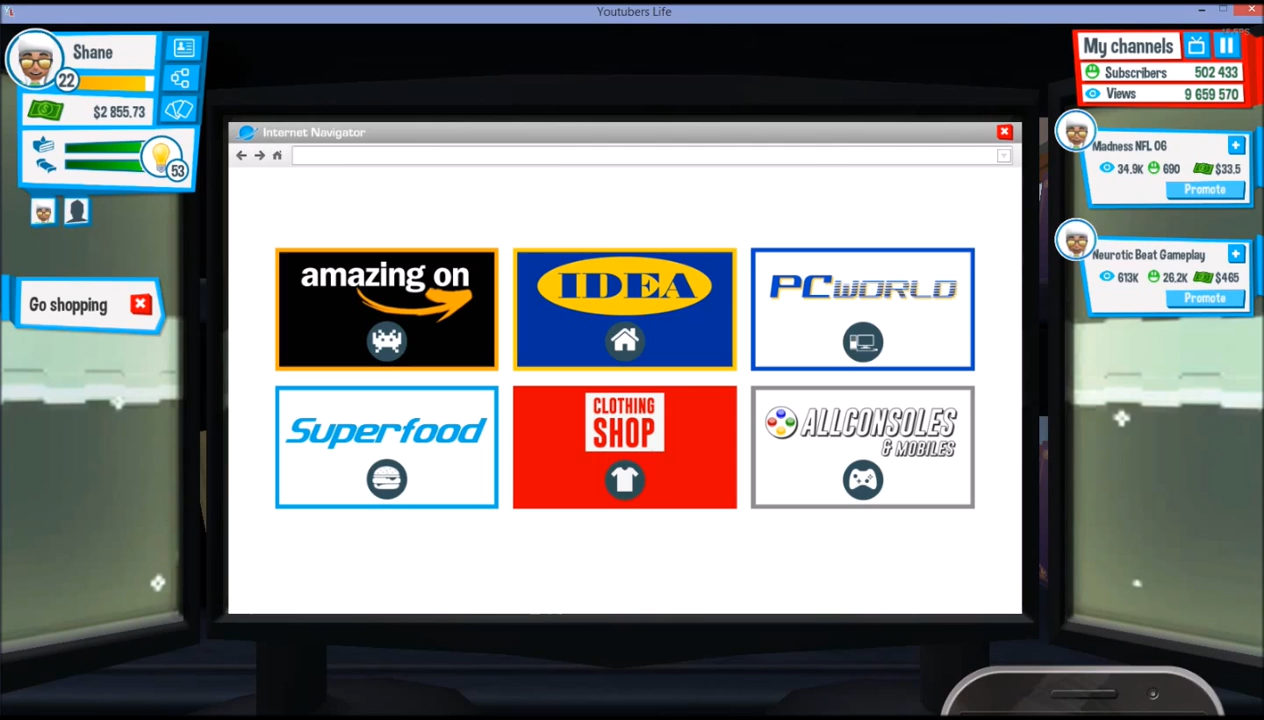 Youtubers Life
Shane
22
$2 855.73
53
Go shopping
Internet Navigator
amazing on
IDEA
PCWORLD
Superfood
CLOTHING
SHOP
ALLCONSOLES
& MOBILES
My channels
Subscribers 502 433
Views 9 659 570
Madness NFL 06
34.9K 690 $33.5
Promote
Neurotic Beat Gameplay
613K 26.2K $465
Promote